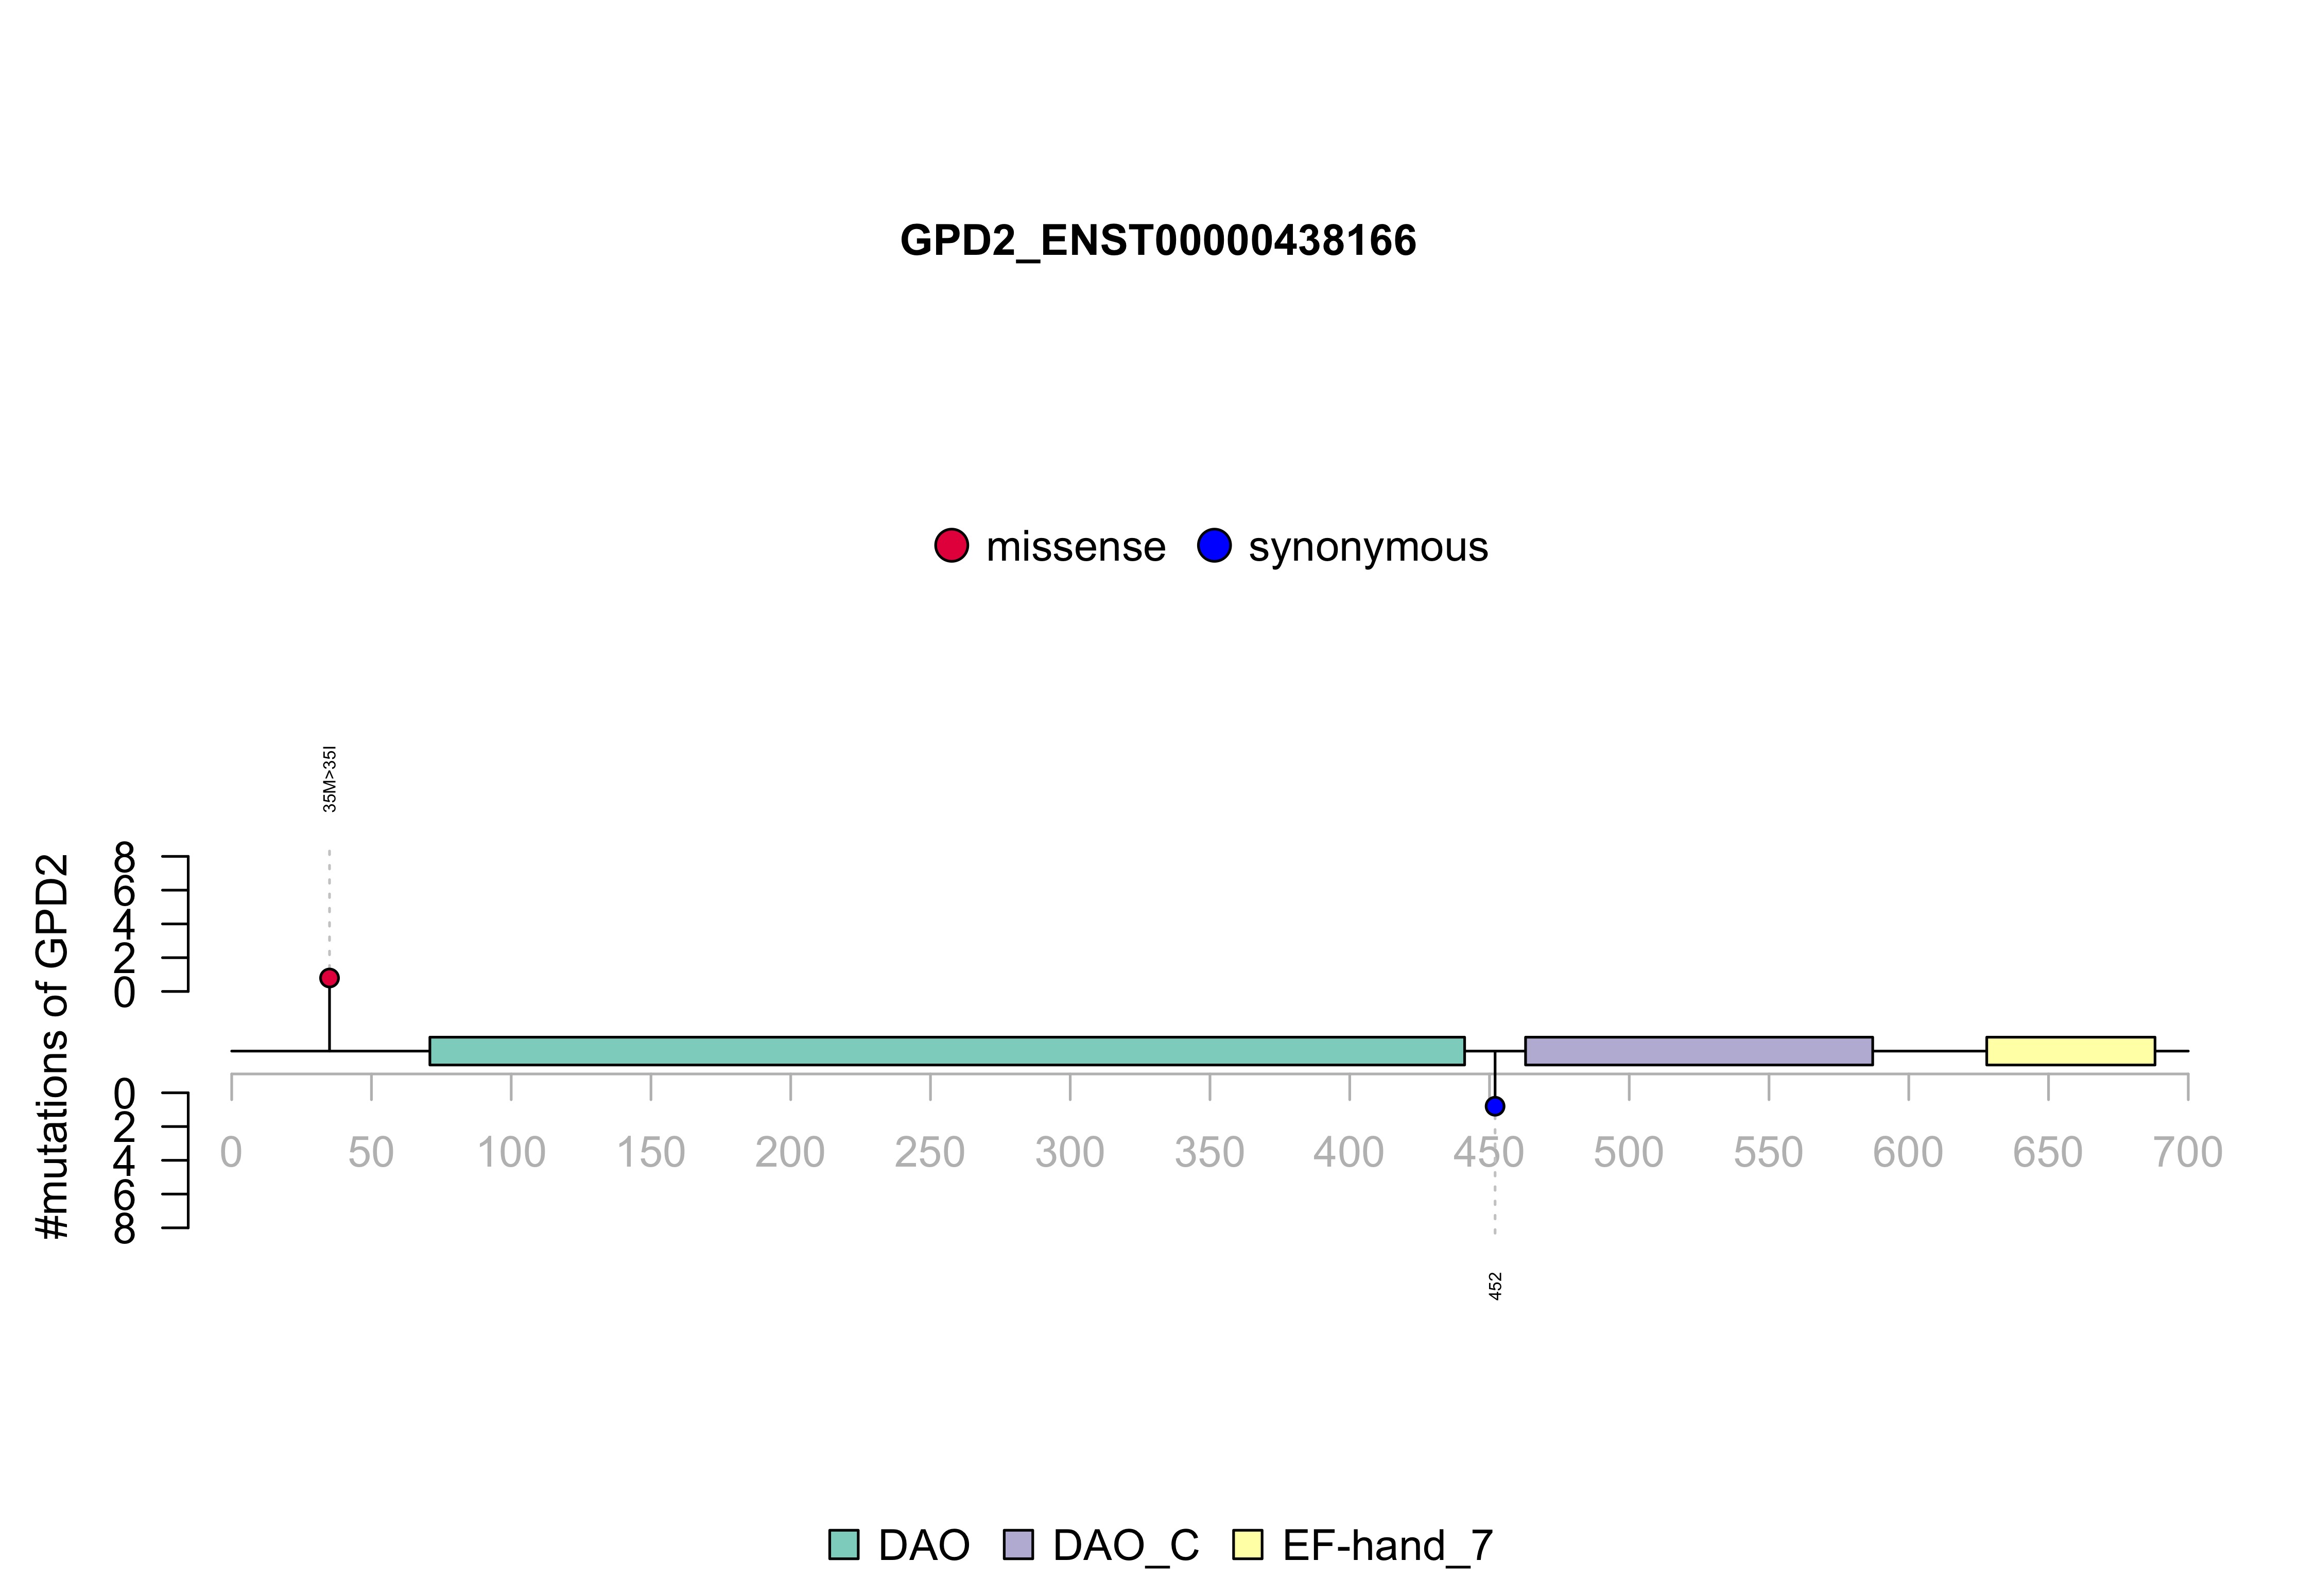 GPD2_ENST00000438166
missense synonymous
35M>35I
#mutations of GPD2
8
6
4
2
0
0
2
4
6
8
0 50 100 150 200 250 300 350 400 450 500 550 600 650 700
452
DAO DAO_C EF-hand_7